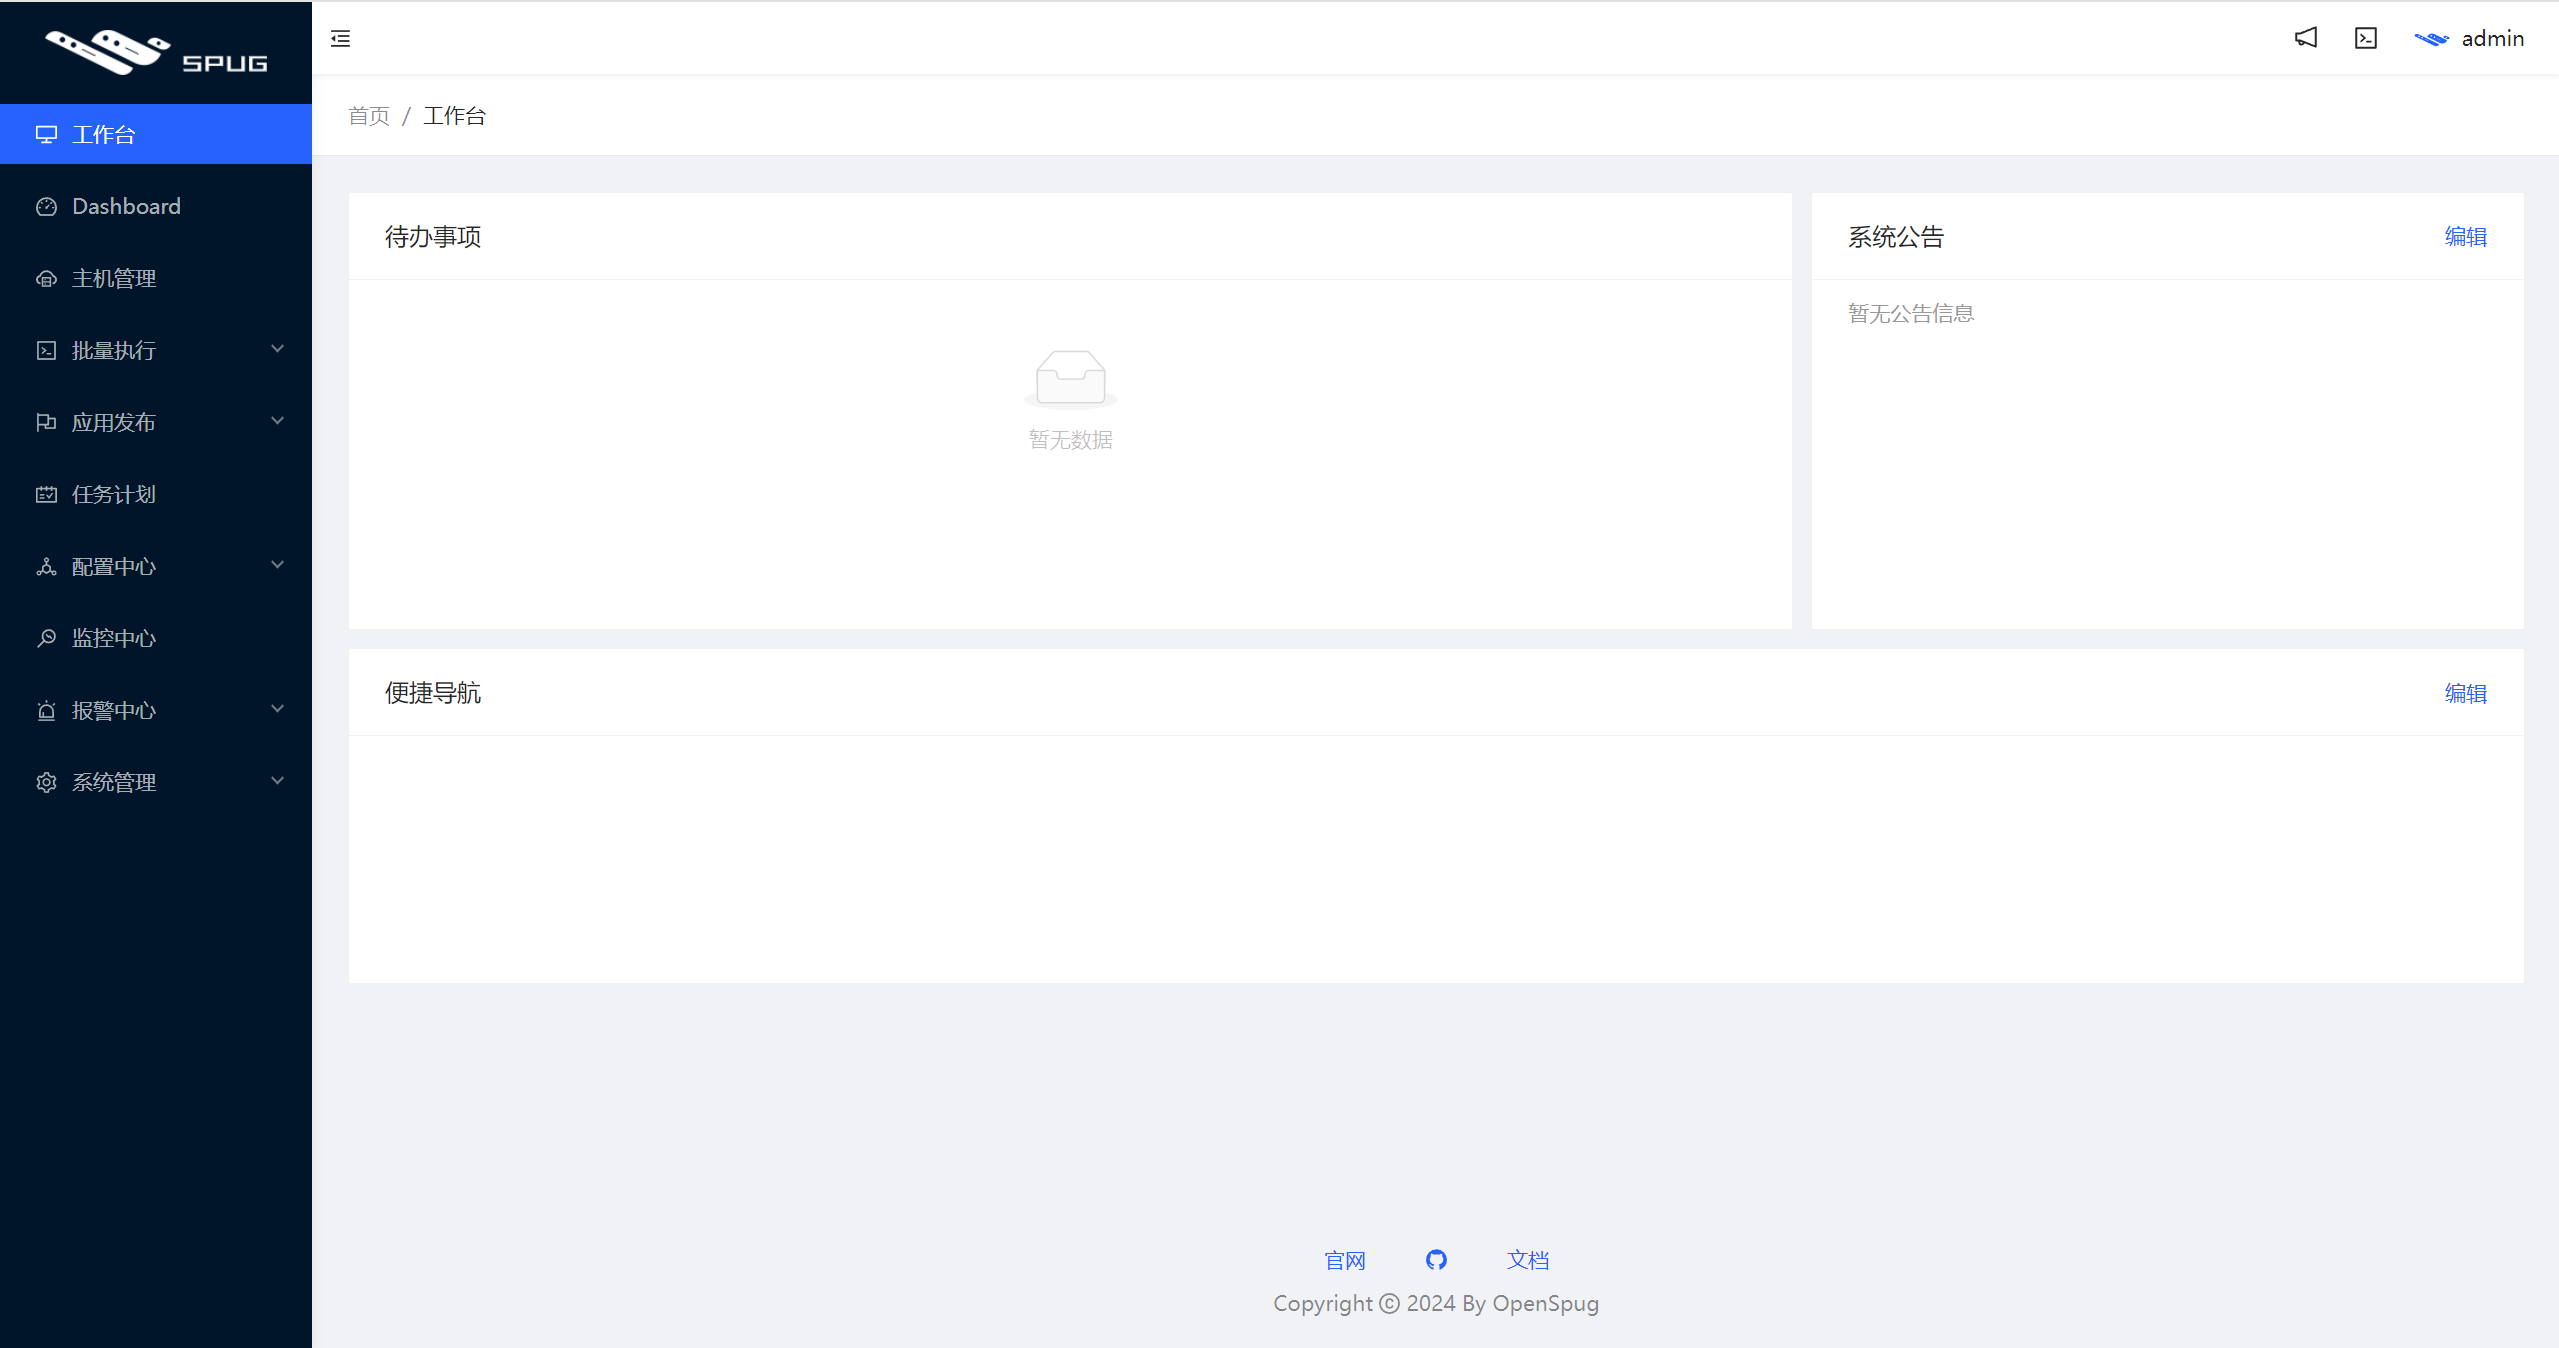 SPUG
admin
首页 / 工作台
工作台
Dashboard
主机管理
批量执行
应用发布
任务计划
配置中心
监控中心
报警中心
系统管理
待办事项
暂无数据
系统公告
编辑
暂无公告信息
便捷导航
编辑
官网
文档
Copyright © 2024 By OpenSpug